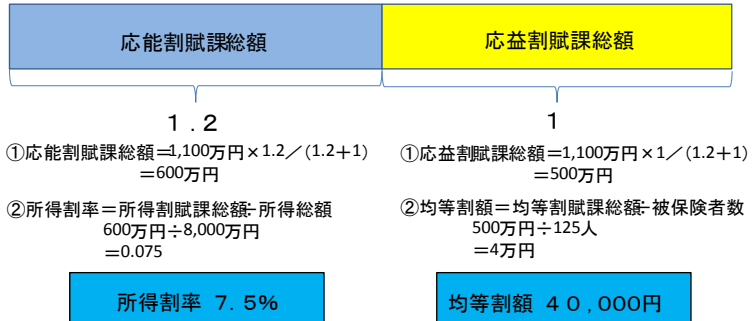 応能割賦課総額
応益割賦課総額
1.2
①応能割賦課総額=1,100万円×1.2/(1.2+1)
=600万円
②所得割率=所得割賦課総額÷所得総額
600万円÷8,000万円
=0.075
所得割率 7.5%
1
①応益割賦課総額=1,100万円×1/(1.2+1)
=500万円
②均等割額=均等割賦課総額÷被保険者数
500万円÷125人
=4万円
均等割額 40,000円